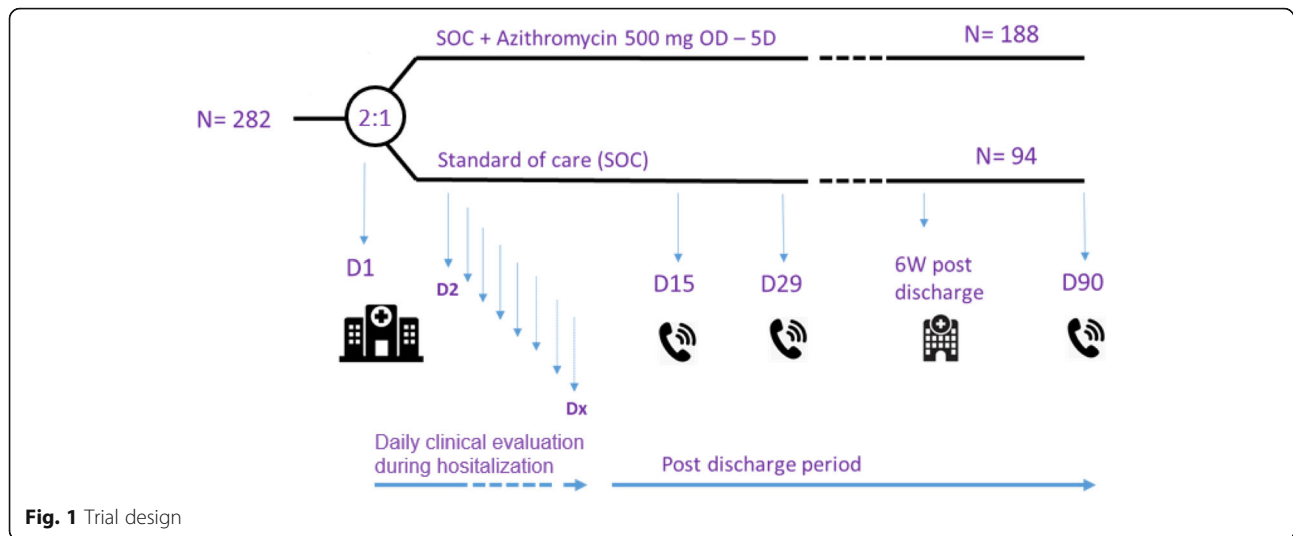 SOC + Azithromycin 500 mg OD – 5D
N= 188
N= 282
2:1
Standard of care (SOC)
N= 94
D1
D2
Dx
D15
D29
6W post
discharge
D90
Daily clinical evaluation
during hositalization
Post discharge period
Fig. 1 Trial design